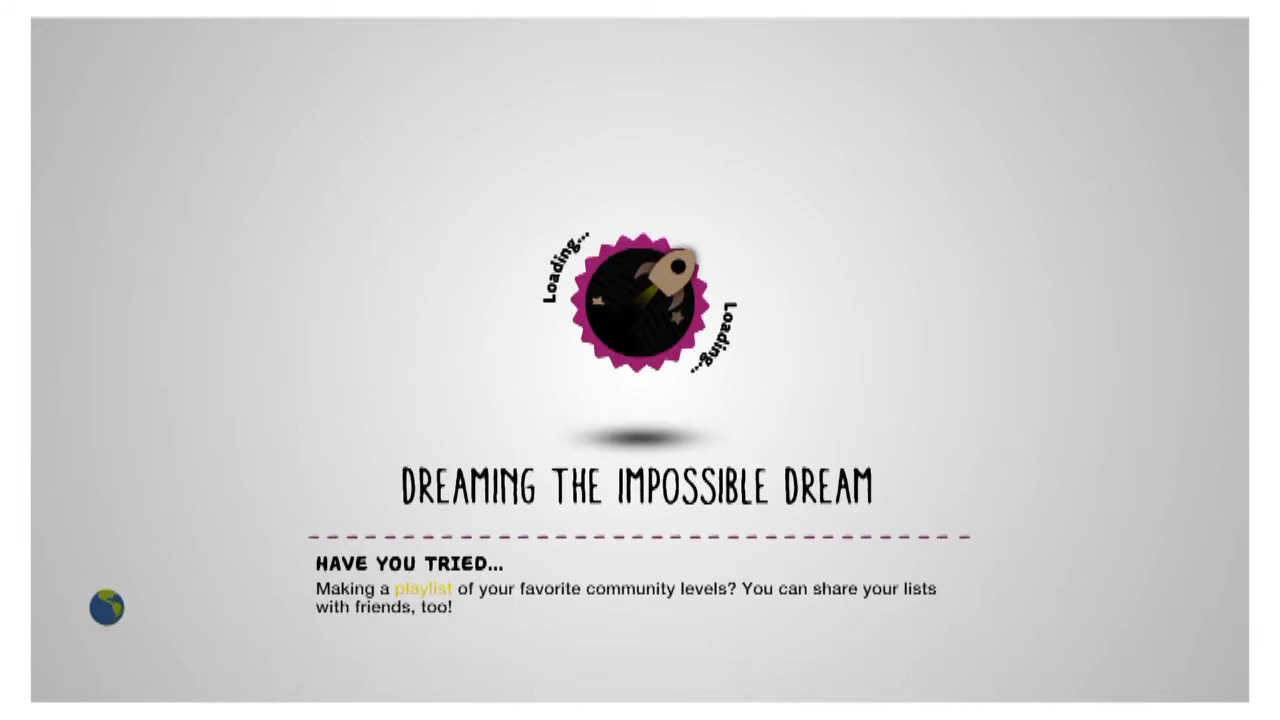 Loading...
Loading...
DREAMING THE IMPOSSIBLE DREAM
HAVE YOU TRIED...
Making a playlist of your favorite community levels? You can share your lists
with friends, too!